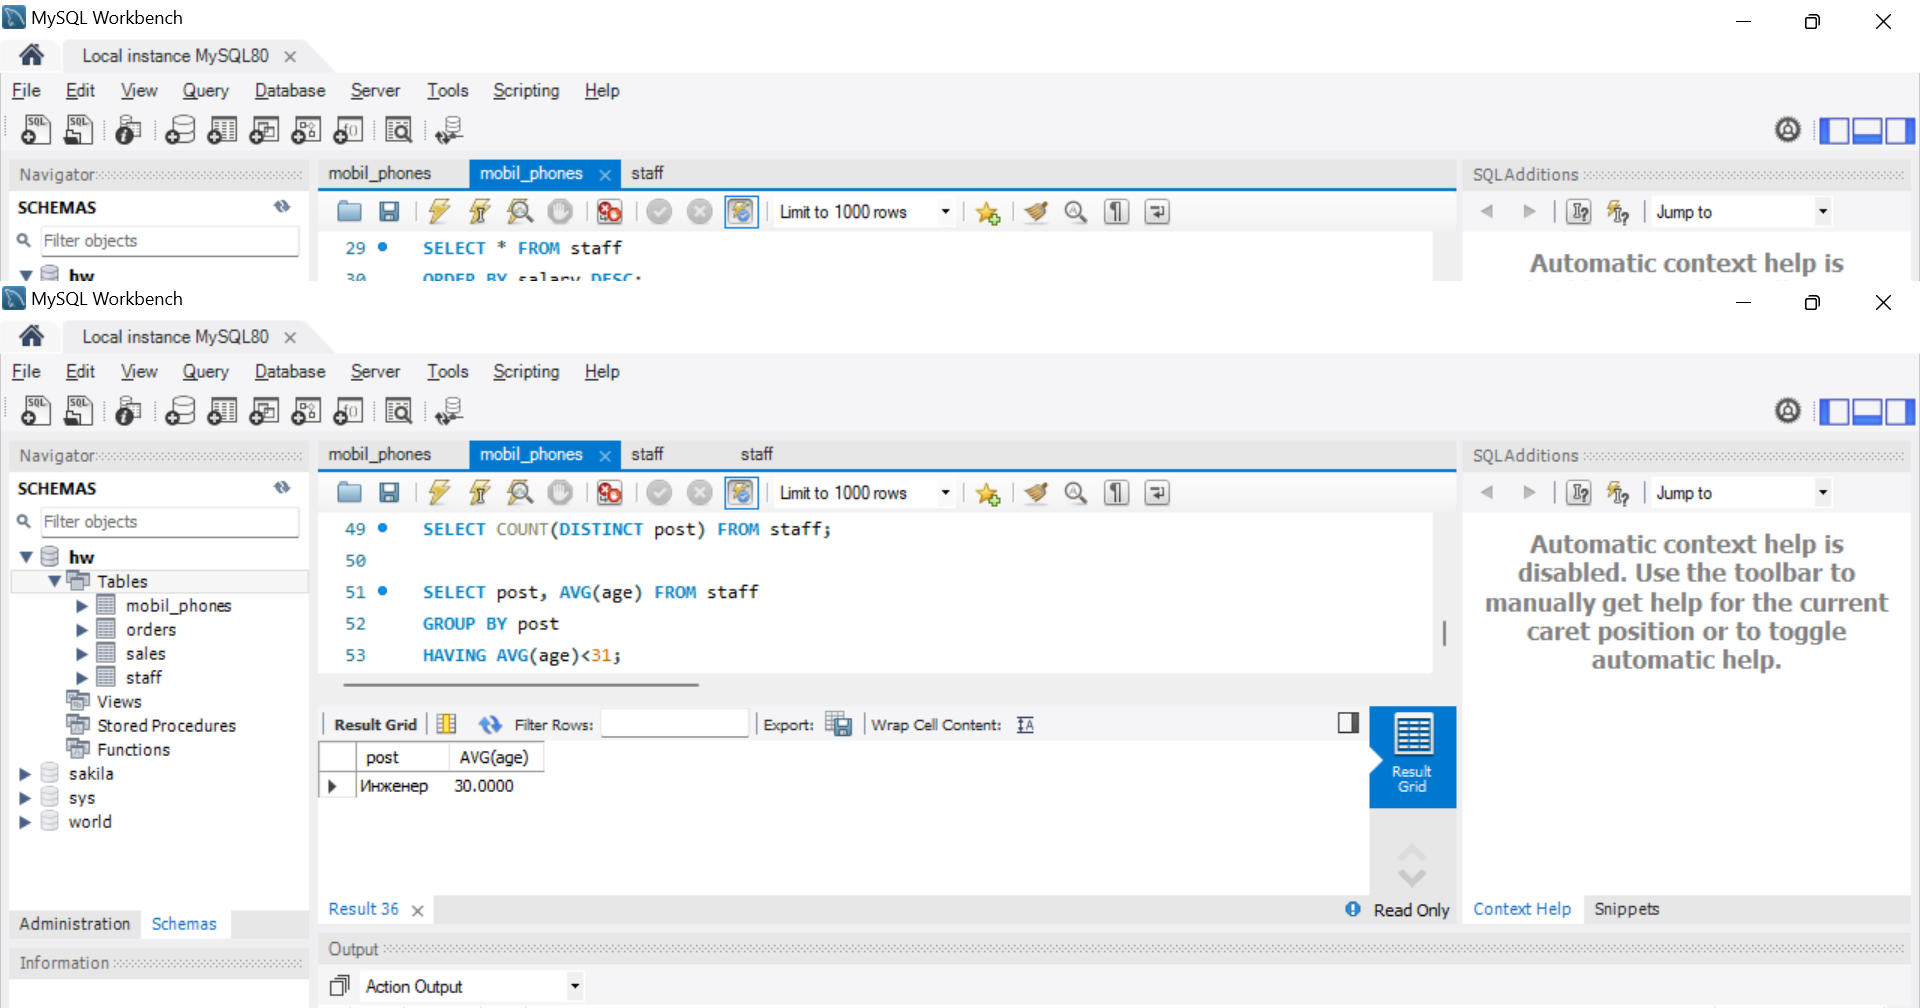 MySQL Workbench
Local instance MySQL80
File Edit View Query Database Server Tools Scripting Help
Navigator
mobil_phones mobil_phones staff
SQLAdditions
SCHEMAS
Limit to 1000 rows
Jump to
Filter objects
29 SELECT * FROM staff
hw
30 ORDER BY salary DESC;
Automatic context help is
MySQL Workbench
Local instance MySQL80
File Edit View Query Database Server Tools Scripting Help
Navigator
mobil_phones mobil_phones staff staff
SQLAdditions
SCHEMAS
Limit to 1000 rows
Jump to
Filter objects
hw
Tables
mobil_phones
orders
sales
staff
Views
Stored Procedures
Functions
sakila
sys
world
Administration Schemas
Information
49 SELECT COUNT(DISTINCT post) FROM staff;
50
51 SELECT post, AVG(age) FROM staff
52 GROUP BY post
53 HAVING AVG(age)<31;
Result Grid Filter Rows: Export: Wrap Cell Content:
post AVG(age)
Инженер 30.0000
Result
Grid
Result 36
Read Only
Automatic context help is
disabled. Use the toolbar to
manually get help for the current
caret position or to toggle
automatic help.
Context Help Snippets
Output
Action Output